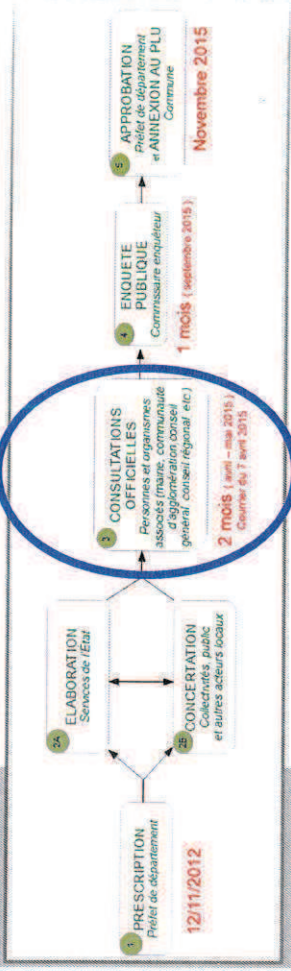 1
PRESCRIPTION
Préfet de département
12/11/2012
2A
ELABORATION
Services de l'État
2B
CONCERTATION
Collectivités, public
et autres acteurs locaux
3
CONSULTATIONS
OFFICIELLES
Personnes et organismes
associés (mairie, communauté
d'agglomération conseil
général, conseil régional etc)
2 mois ( avril – mai 2015 )
Courrier du 7 avril 2015
4
ENQUETE
PUBLIQUE
Commissaire enquêteur
1 mois ( septembre 2015 )
5
APPROBATION
Préfet de département
et ANNEXION AU PLU
Commune
Novembre 2015